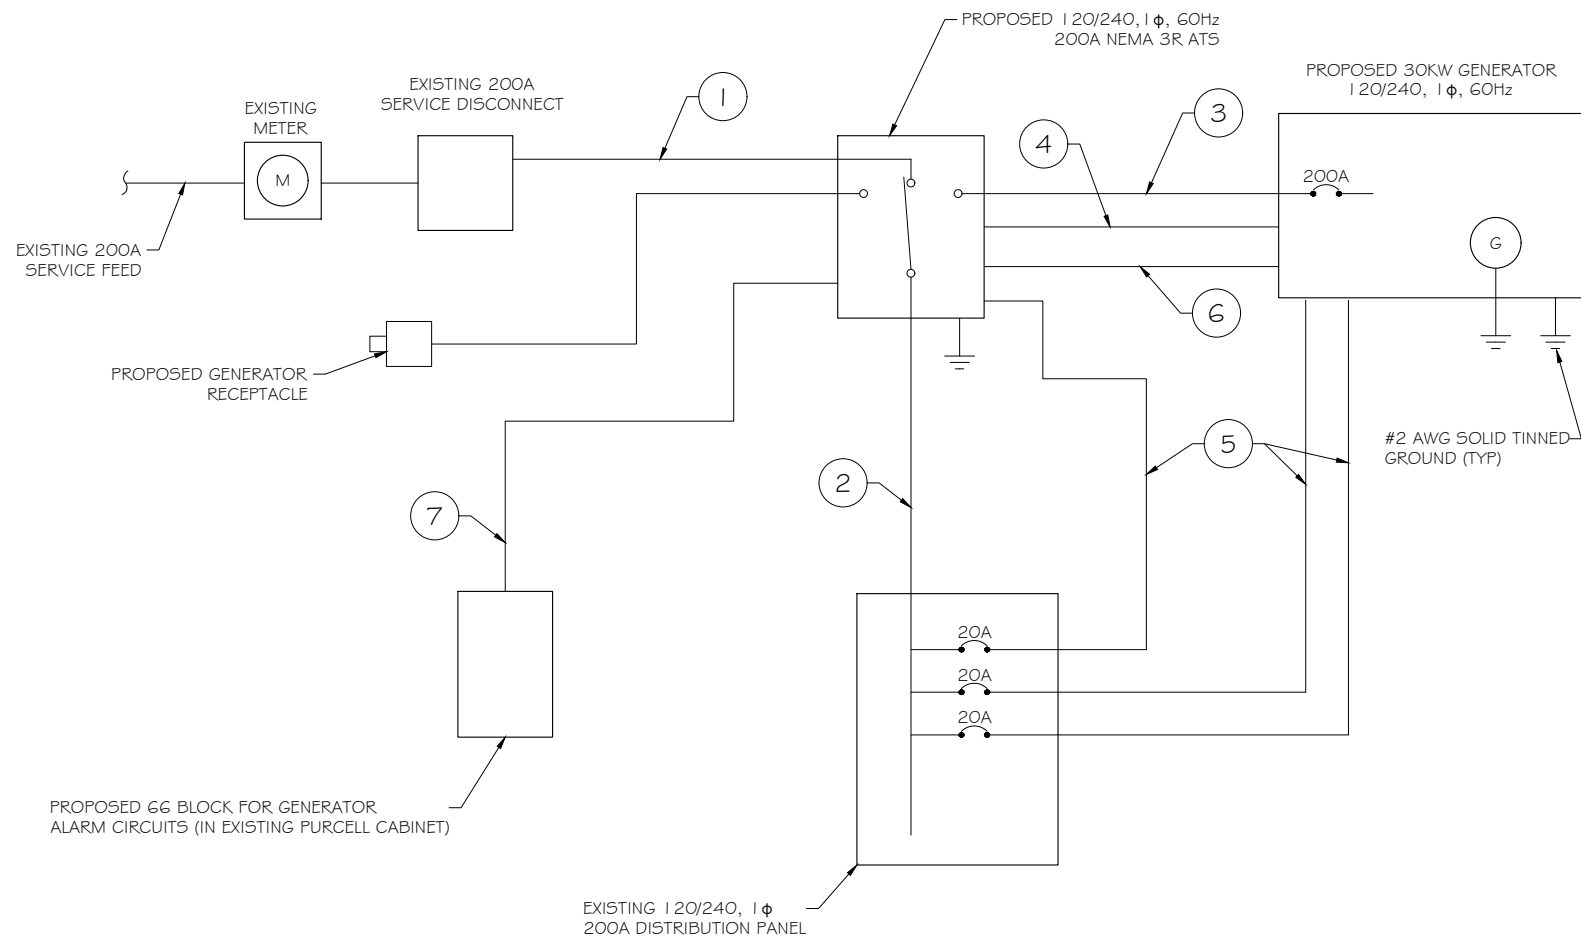 PROPOSED 120/240, 1ϕ, 60Hz
200A NEMA 3R ATS
PROPOSED 30KW GENERATOR
120/240, 1ϕ, 60Hz
EXISTING 200A
SERVICE DISCONNECT
EXISTING
METER
1
3
4
M
200A
G
EXISTING 200A
SERVICE FEED
6
PROPOSED GENERATOR
RECEPTACLE
5
#2 AWG SOLID TINNED
GROUND (TYP)
2
7
20A
20A
20A
PROPOSED 66 BLOCK FOR GENERATOR
ALARM CIRCUITS (IN EXISTING PURCELL CABINET)
EXISTING 120/240, 1ϕ
200A DISTRIBUTION PANEL